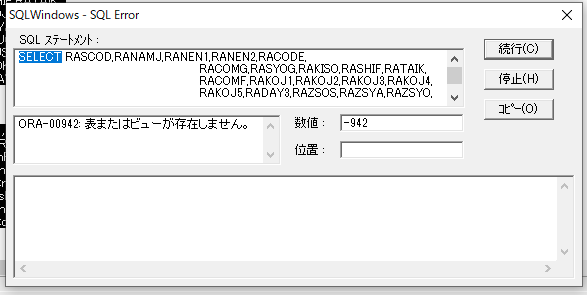 SQLWindows - SQL Error
SQL ステートメント :
SELECT RASCOD,RANAMJ,RANEN1,RANEN2,RACODE,
RACOMG,RASYOG,RAKISO,RASHIF,RATAIK,
RACOMF,RAKOJ1,RAKOJ2,RAKOJ3,RAKOJ4,
RAKOJ5,RADAY3,RAZSOS,RAZSYA,RAZSYO,
続行(C)
停止(H)
コピー(O)
ORA-00942: 表またはビューが存在しません。
数値 : -942
位置 :